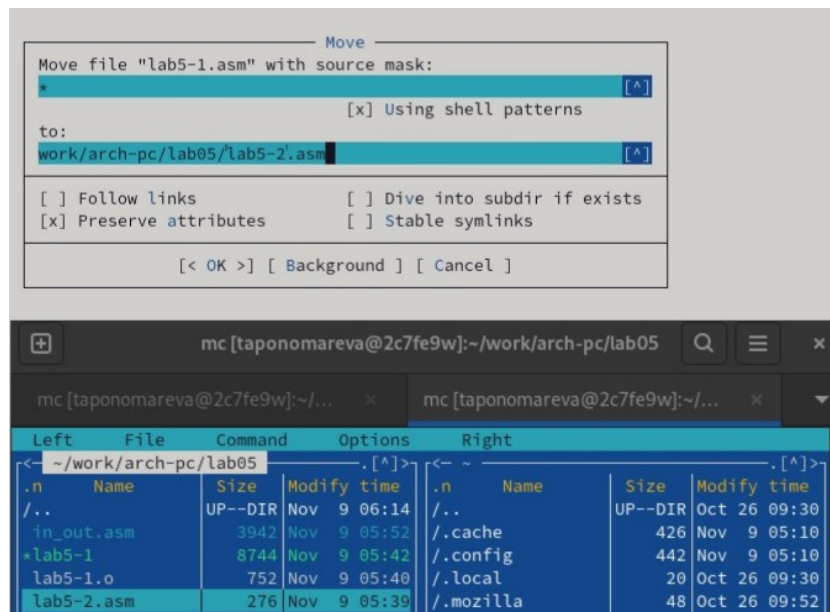 Move
Move file "lab5-1.asm" with source mask:
* [^]
[x] Using shell patterns
to:
work/arch-pc/lab05/'lab5-2'.asm [^]
[ ] Follow links [ ] Dive into subdir if exists
[x] Preserve attributes [ ] Stable symlinks
[< OK >] [ Background ] [ Cancel ]
mc [taponomareva@2c7fe9w]:~/work/arch-pc/lab05
mc [taponomareva@2c7fe9w]:~/... × mc [taponomareva@2c7fe9w]:~/... ×
Left File Command Options Right
<- ~/work/arch-pc/lab05 .[^]> <- ~ .[^]>
.n Name Size Modify time .n Name Size Modify time
/.. UP--DIR Nov 9 06:14 /.. UP--DIR Oct 26 09:30
in_out.asm 3942 Nov 9 05:52 /.cache 426 Nov 9 05:10
*lab5-1 8744 Nov 9 05:42 /.config 442 Nov 9 05:10
lab5-1.o 752 Nov 9 05:40 /.local 20 Oct 26 09:30
lab5-2.asm 276 Nov 9 05:39 /.mozilla 48 Oct 26 09:52